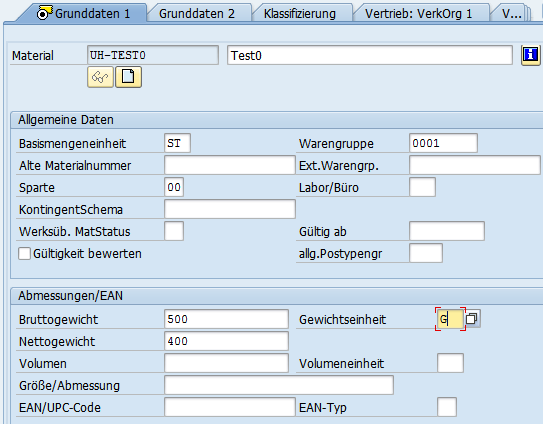 Grunddaten 1 Grunddaten 2 Klassifizierung Vertrieb: VerkOrg 1 V...
Material UH-TEST0 Test0
Allgemeine Daten
Basismengeneinheit ST Warengruppe 0001
Alte Materialnummer Ext.Warengrp.
Sparte 00 Labor/Büro
KontingentSchema
Werksüb. MatStatus Gültig ab
Gültigkeit bewerten allg.Postypengr
Abmessungen/EAN
Bruttogewicht 500 Gewichtseinheit G
Nettogewicht 400
Volumen Volumeneinheit
Größe/Abmessung
EAN/UPC-Code EAN-Typ